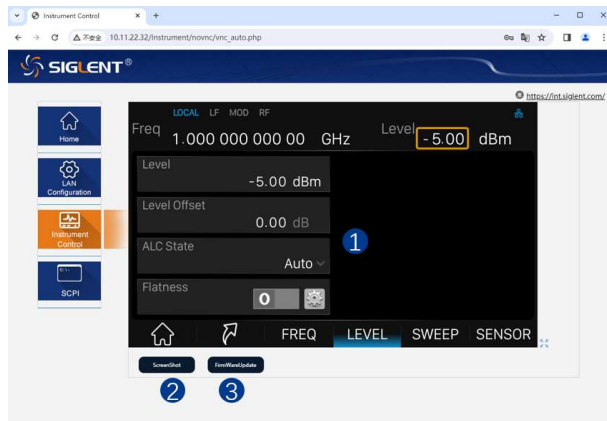 Instrument Control
不安全 10.11.22.32/Instrument/novnc/vnc_auto.php
SIGLENT®
https://int.siglent.com/
Home
LAN
Configuration
Instrument
Control
SCPI
LOCAL LF MOD RF
Freq 1.000 000 000 00 GHz Level -5.00 dBm
Level
-5.00 dBm
Level Offset
0.00 dB
ALC State
Auto
Flatness
0
1
FREQ LEVEL SWEEP SENSOR
ScreenShot FirmWareUpdate
2 3